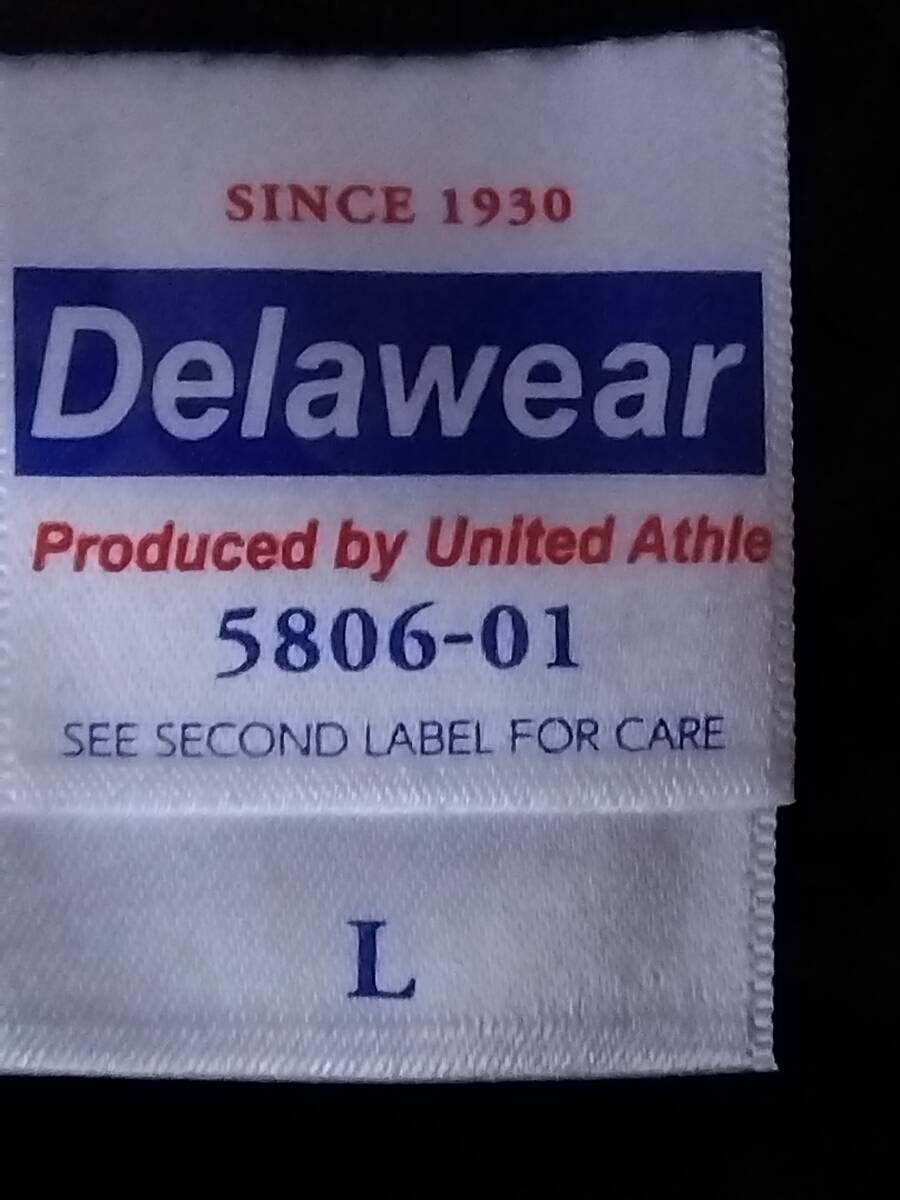 SINCE 1930
Delawear
Produced by United Athle
5806-01
SEE SECOND LABEL FOR CARE
L